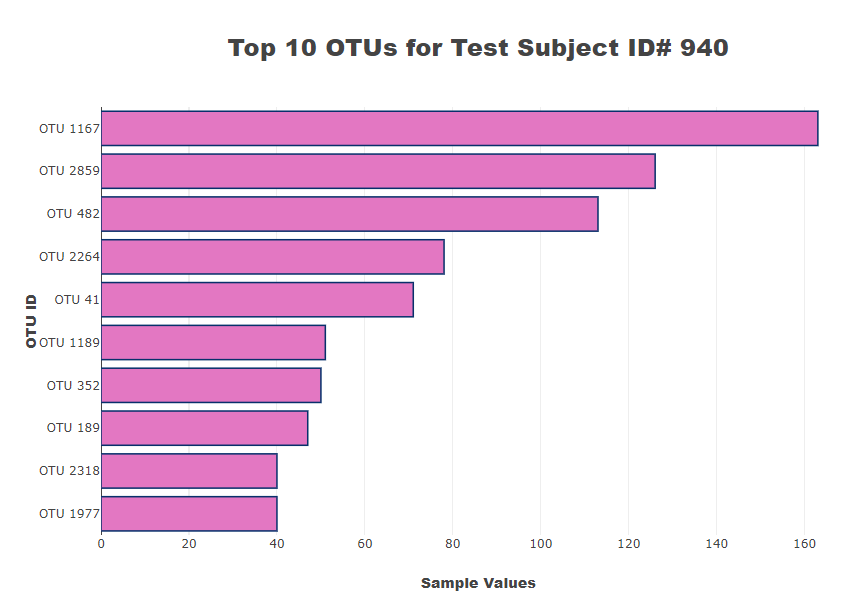 Top 10 OTUs for Test Subject ID# 940
OTU ID
OTU 1167
OTU 2859
OTU 482
OTU 2264
OTU 41
OTU 1189
OTU 352
OTU 189
OTU 2318
OTU 1977
0 20 40 60 80 100 120 140 160
Sample Values